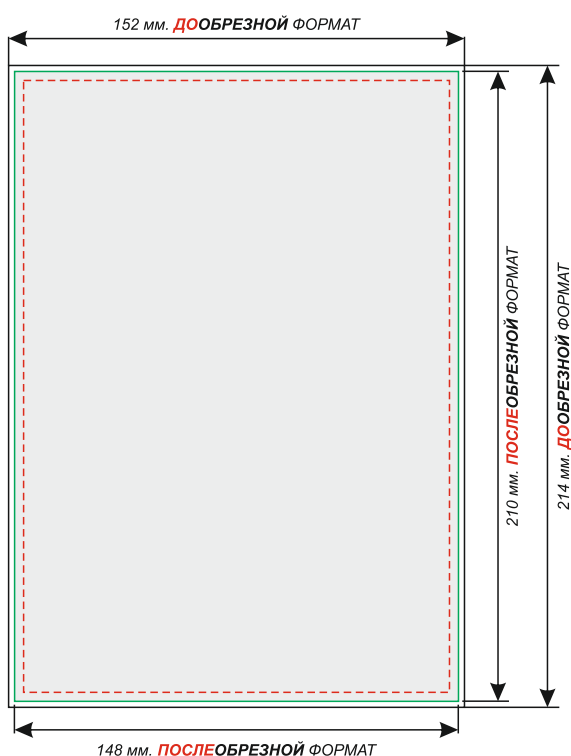 152 мм. ДООБРЕЗНОЙ ФОРМАТ
210 мм. ПОСЛЕОБРЕЗНОЙ ФОРМАТ
214 мм. ДООБРЕЗНОЙ ФОРМАТ
148 мм. ПОСЛЕОБРЕЗНОЙ ФОРМАТ